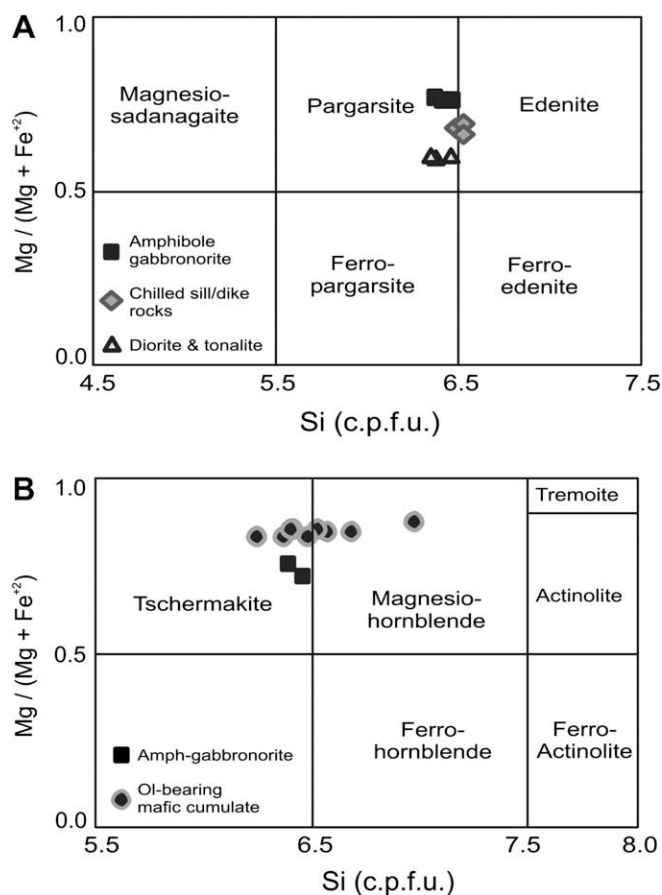 A
1.0
Magnesio-
sadanagaite
Pargarsite
Edenite
Mg / (Mg + Fe⁺²)
0.5
Amphibole
gabbronorite
Chilled sill/dike
rocks
Diorite & tonalite
Ferro-
pargarsite
Ferro-
edenite
0.0
4.5
5.5
6.5
7.5
Si (c.p.f.u.)
B
1.0
Tremoite
Tschermakite
Magnesio-
hornblende
Actinolite
Mg / (Mg + Fe⁺²)
0.5
Amph-gabbronorite
Ol-bearing
mafic cumulate
Ferro-
hornblende
Ferro-
Actinolite
0.0
5.5
6.5
7.5
8.0
Si (c.p.f.u.)